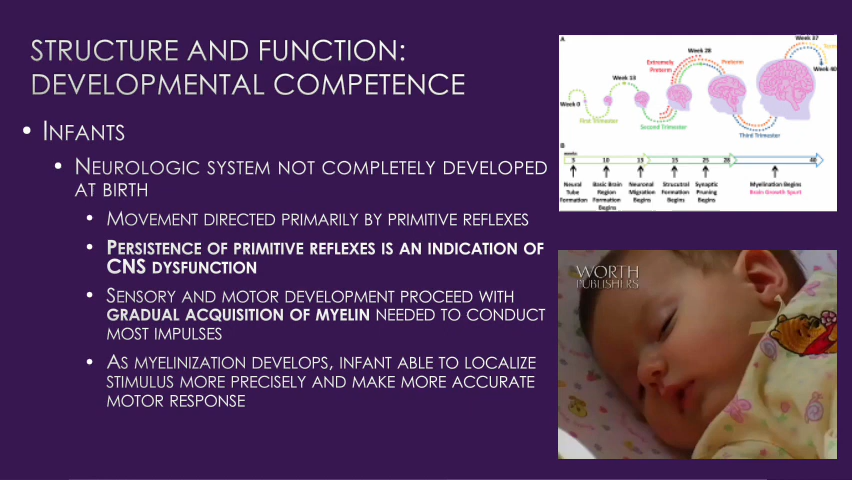 STRUCTURE AND FUNCTION:
DEVELOPMENTAL COMPETENCE
• INFANTS
• NEUROLOGIC SYSTEM NOT COMPLETELY DEVELOPED
AT BIRTH
• MOVEMENT DIRECTED PRIMARILY BY PRIMITIVE REFLEXES
• PERSISTENCE OF PRIMITIVE REFLEXES IS AN INDICATION OF
CNS DYSFUNCTION
• SENSORY AND MOTOR DEVELOPMENT PROCEED WITH
GRADUAL ACQUISITION OF MYELIN NEEDED TO CONDUCT
MOST IMPULSES
• AS MYELINIZATION DEVELOPS, INFANT ABLE TO LOCALIZE
STIMULUS MORE PRECISELY AND MAKE MORE ACCURATE
MOTOR RESPONSE
A
Week 0
First Trimester
Week 13
Second Trimester
Extremely
Preterm
Week 28
Preterm
Third Trimester
Week 37
Week 40
B
weeks:
3 10 13 15 25 28 40
Neural
Tube
Formation
Basic Brain
Region
Formation
Begins
Neuronal
Migration
Begins
Strucutral
Formation
Begins
Synaptic
Pruning
Begins
Myelination Begins
Brain Growth Spurt
WORTH
PUBLISHERS